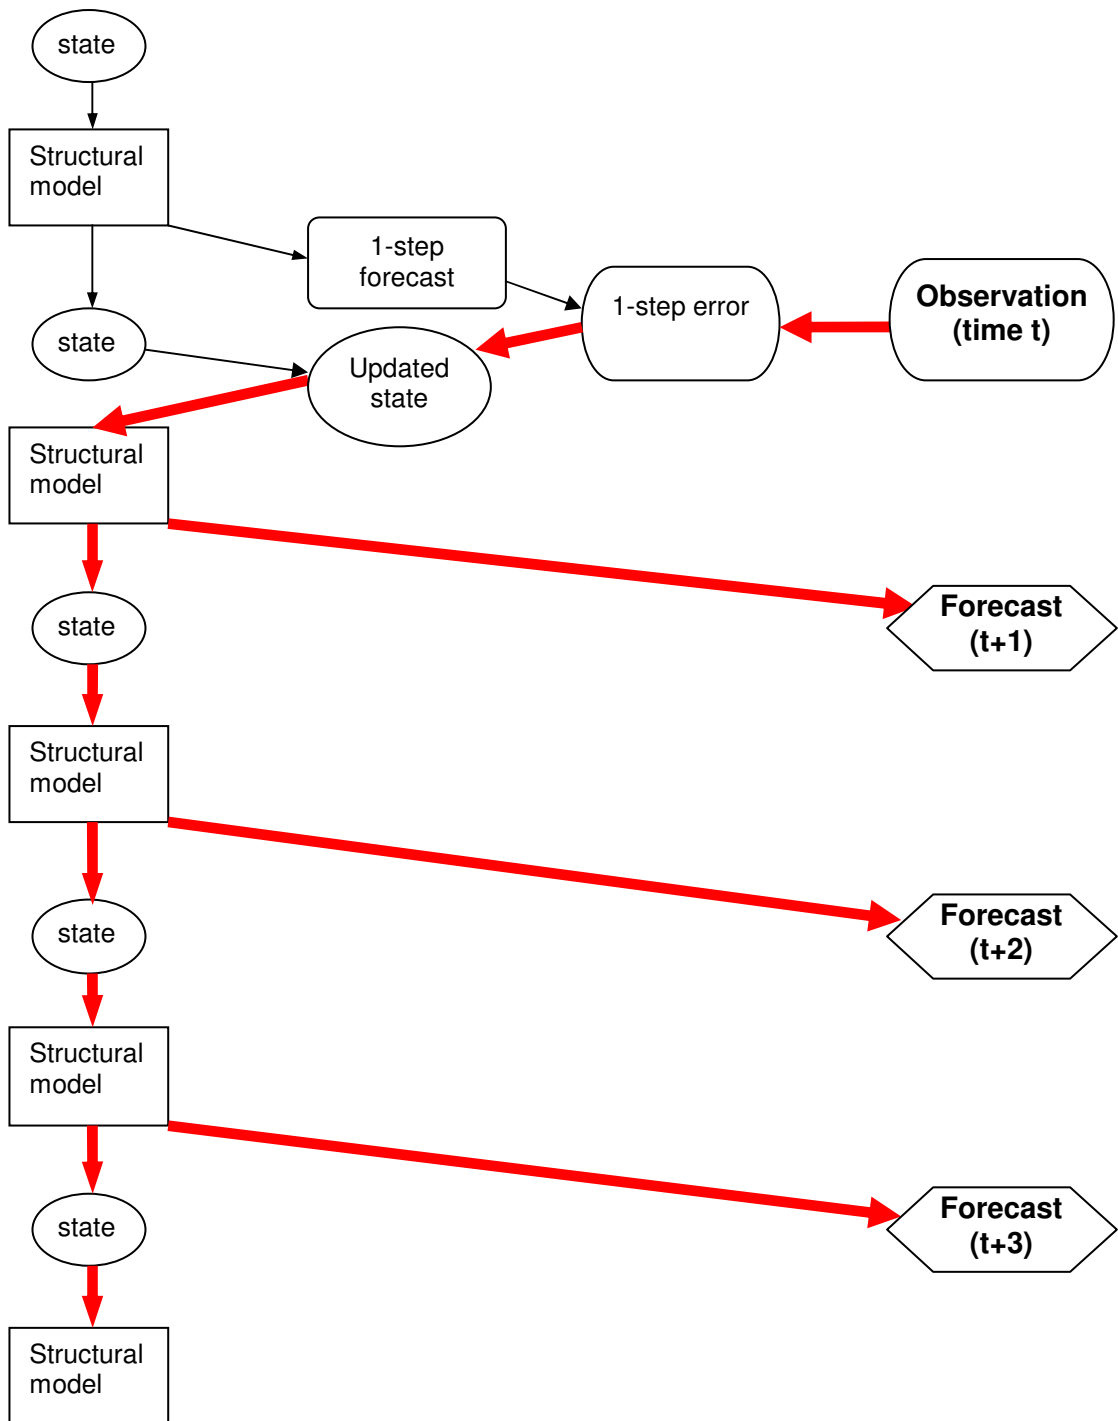 state
Structural
model
1-step
forecast
1-step error
Observation
(time t)
state
Updated
state
Structural
model
Forecast
(t+1)
state
Structural
model
Forecast
(t+2)
state
Structural
model
Forecast
(t+3)
state
Structural
model